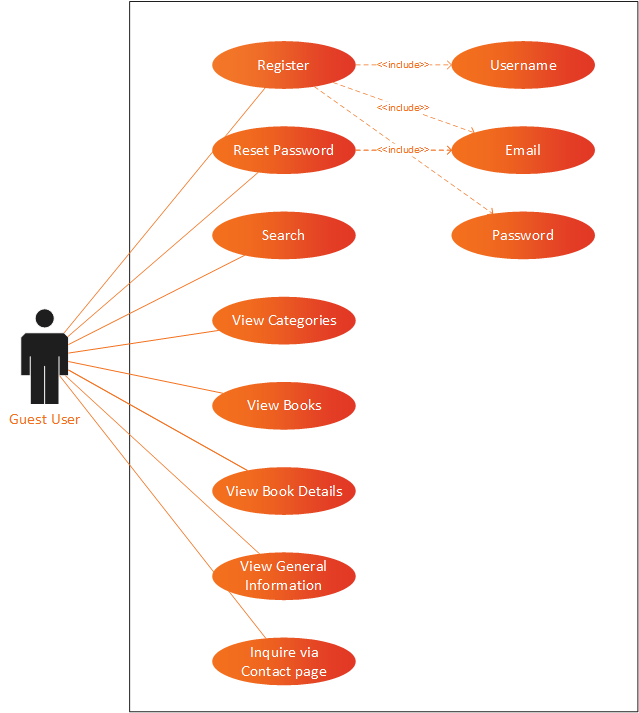 Register
<<include>>
Username
<<include>>
Reset Password
<<include>>
Email
Search
Password
View Categories
Guest User
View Books
View Book Details
View General
Information
Inquire via
Contact page